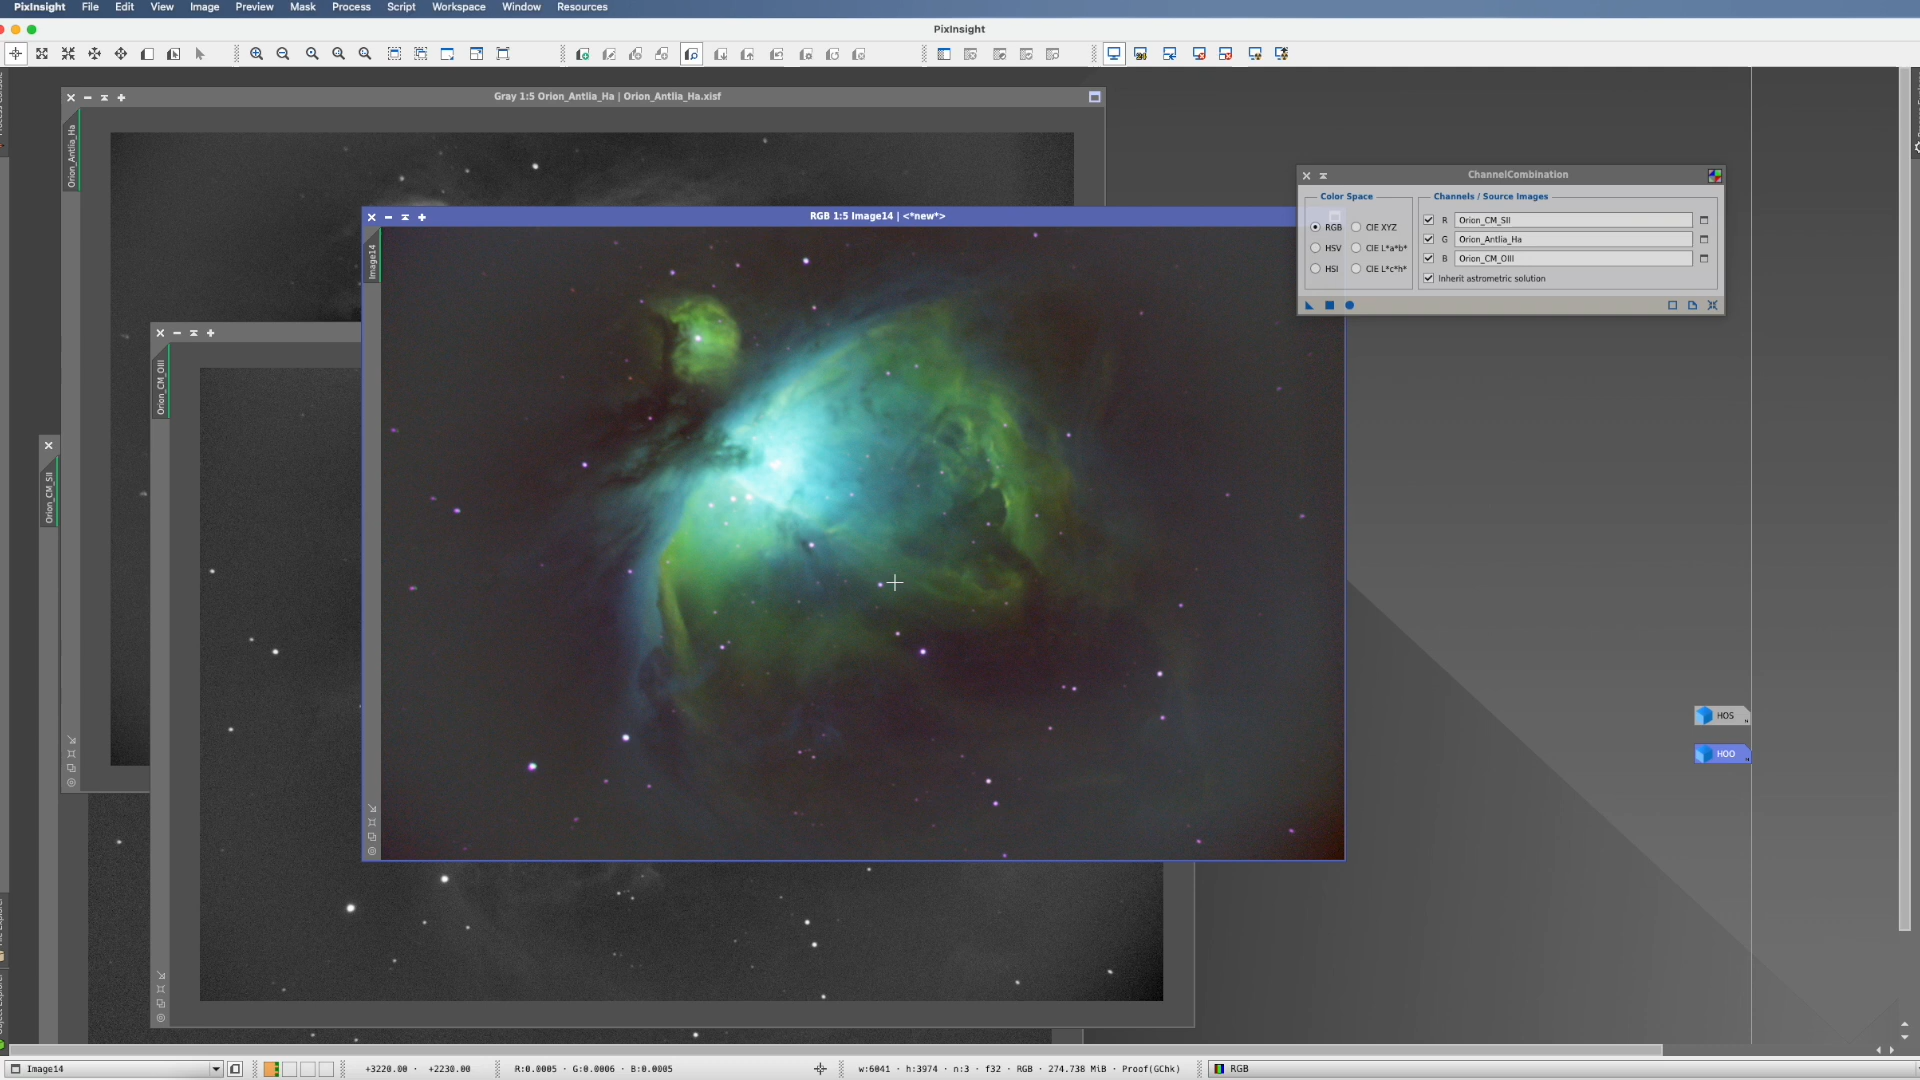 PixInsight File Edit View Image Preview Mask Process Script Workspace Window Resources
PixInsight
Gray 1:5 Orion_Antlia_Ha | Orion_Antlia_Ha.xisf
Orion_Antlia_Ha
ChannelCombination
Color Space
Channels / Source Images
RGB CIE XYZ
R Orion_CM_SII
HSV CIE L*a*b*
G Orion_Antlia_Ha
HSI CIE L*c*h*
B Orion_CM_OIII
Inherit astrometric solution
RGB 1:5 Image14 | <*new*>
Image14
Orion_CM_OIII
Orion_CM_SII
HOS
HOO
Image14
+3220.00 · +2230.00
R:0.0005 · G:0.0006 · B:0.0005
w:6041 · h:3974 · n:3 · f32 · RGB · 274.738 MiB · Proof(GChk)
RGB